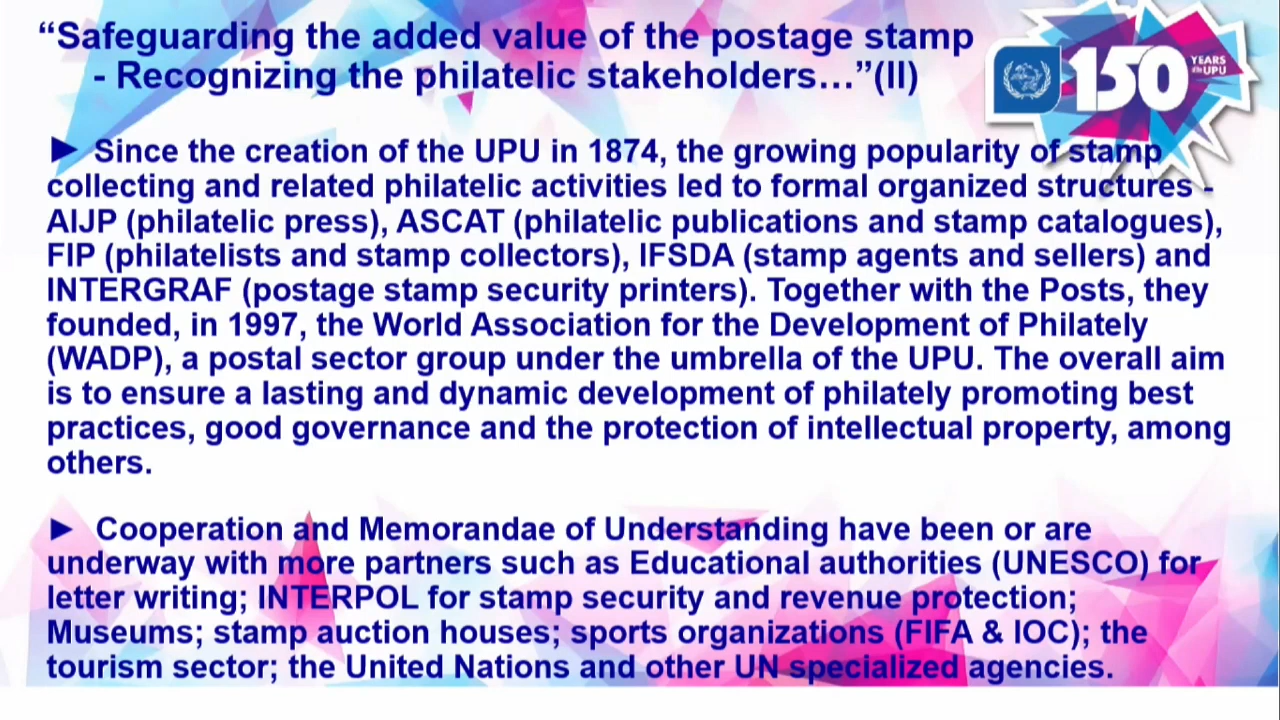 “Safeguarding the added value of the postage stamp
- Recognizing the philatelic stakeholders…”(II)
150
YEARS
of the UPU
► Since the creation of the UPU in 1874, the growing popularity of stamp
collecting and related philatelic activities led to formal organized structures -
AIJP (philatelic press), ASCAT (philatelic publications and stamp catalogues),
FIP (philatelists and stamp collectors), IFSDA (stamp agents and sellers) and
INTERGRAF (postage stamp security printers). Together with the Posts, they
founded, in 1997, the World Association for the Development of Philately
(WADP), a postal sector group under the umbrella of the UPU. The overall aim
is to ensure a lasting and dynamic development of philately promoting best
practices, good governance and the protection of intellectual property, among
others.
► Cooperation and Memorandae of Understanding have been or are
underway with more partners such as Educational authorities (UNESCO) for
letter writing; INTERPOL for stamp security and revenue protection;
Museums; stamp auction houses; sports organizations (FIFA & IOC); the
tourism sector; the United Nations and other UN specialized agencies.